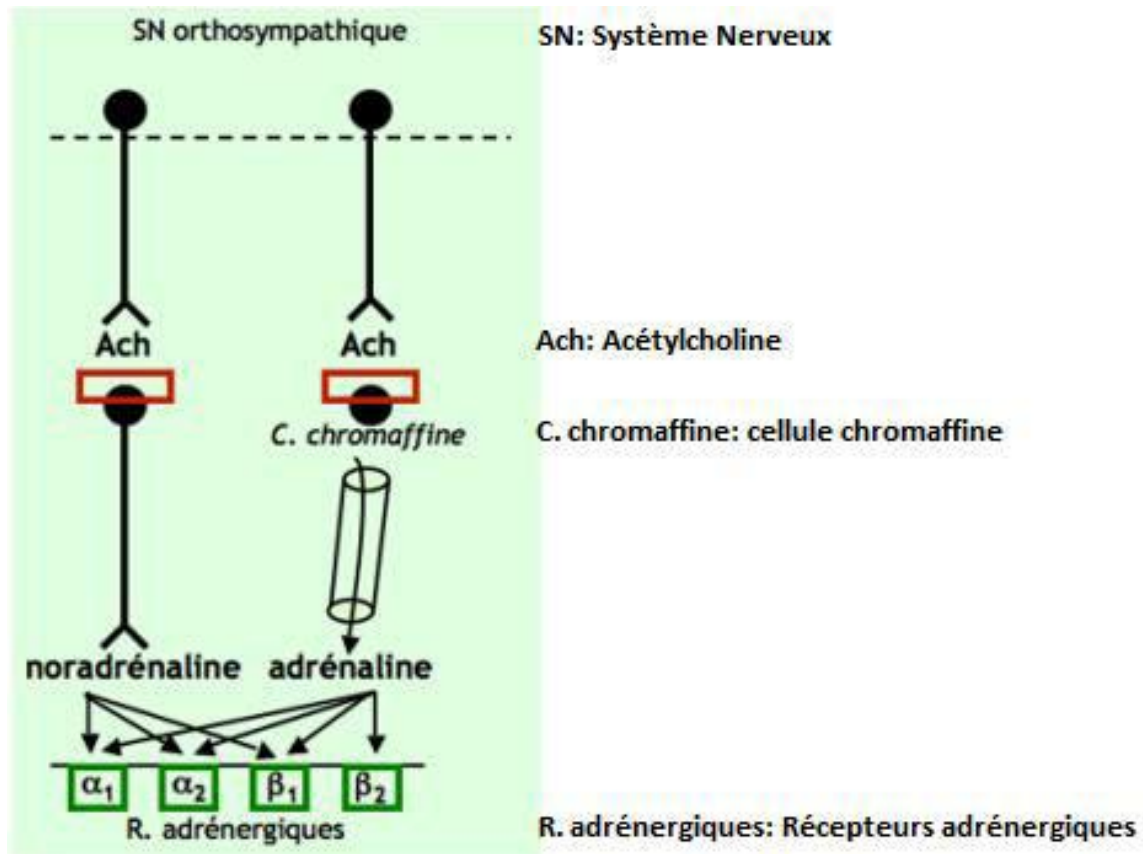 SN orthosympathique
SN: Système Nerveux
Ach Ach
Ach: Acétylcholine
C. chromaffine
C. chromaffine: cellule chromaffine
noradrénaline adrénaline
α₁ α₂ β₁ β₂
R. adrénergiques
R. adrénergiques: Récepteurs adrénergiques